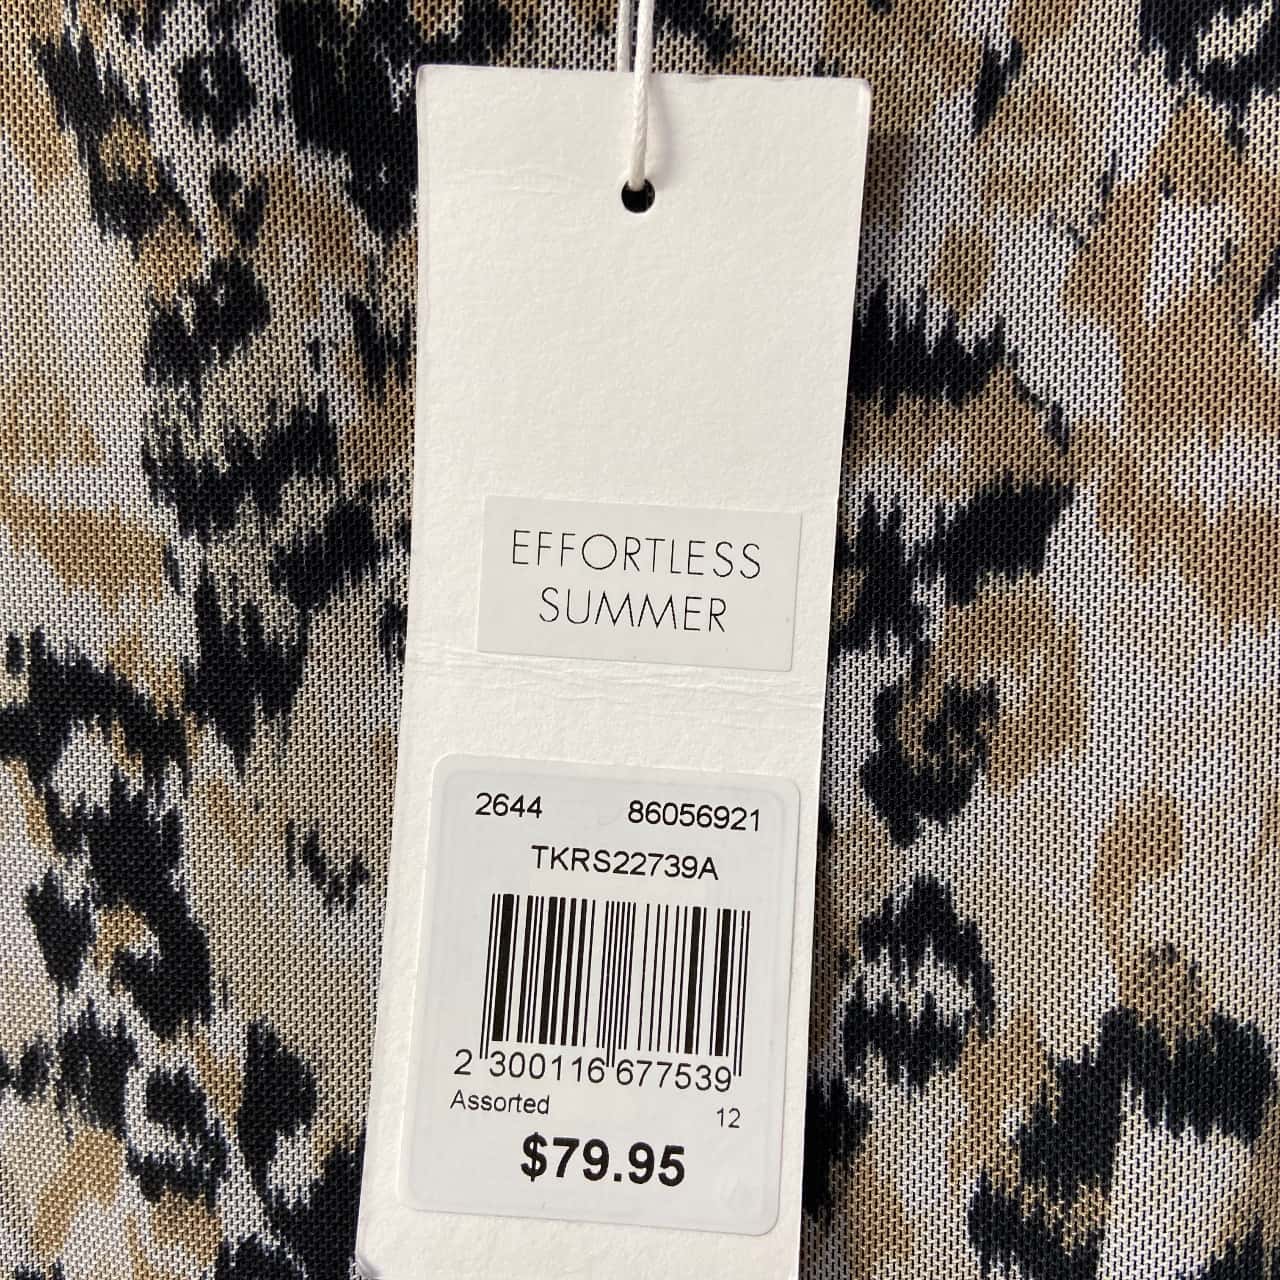 EFFORTLESS
SUMMER
2644 86056921
TKRS22739A
2 300116 677539
Assorted 12
$79.95